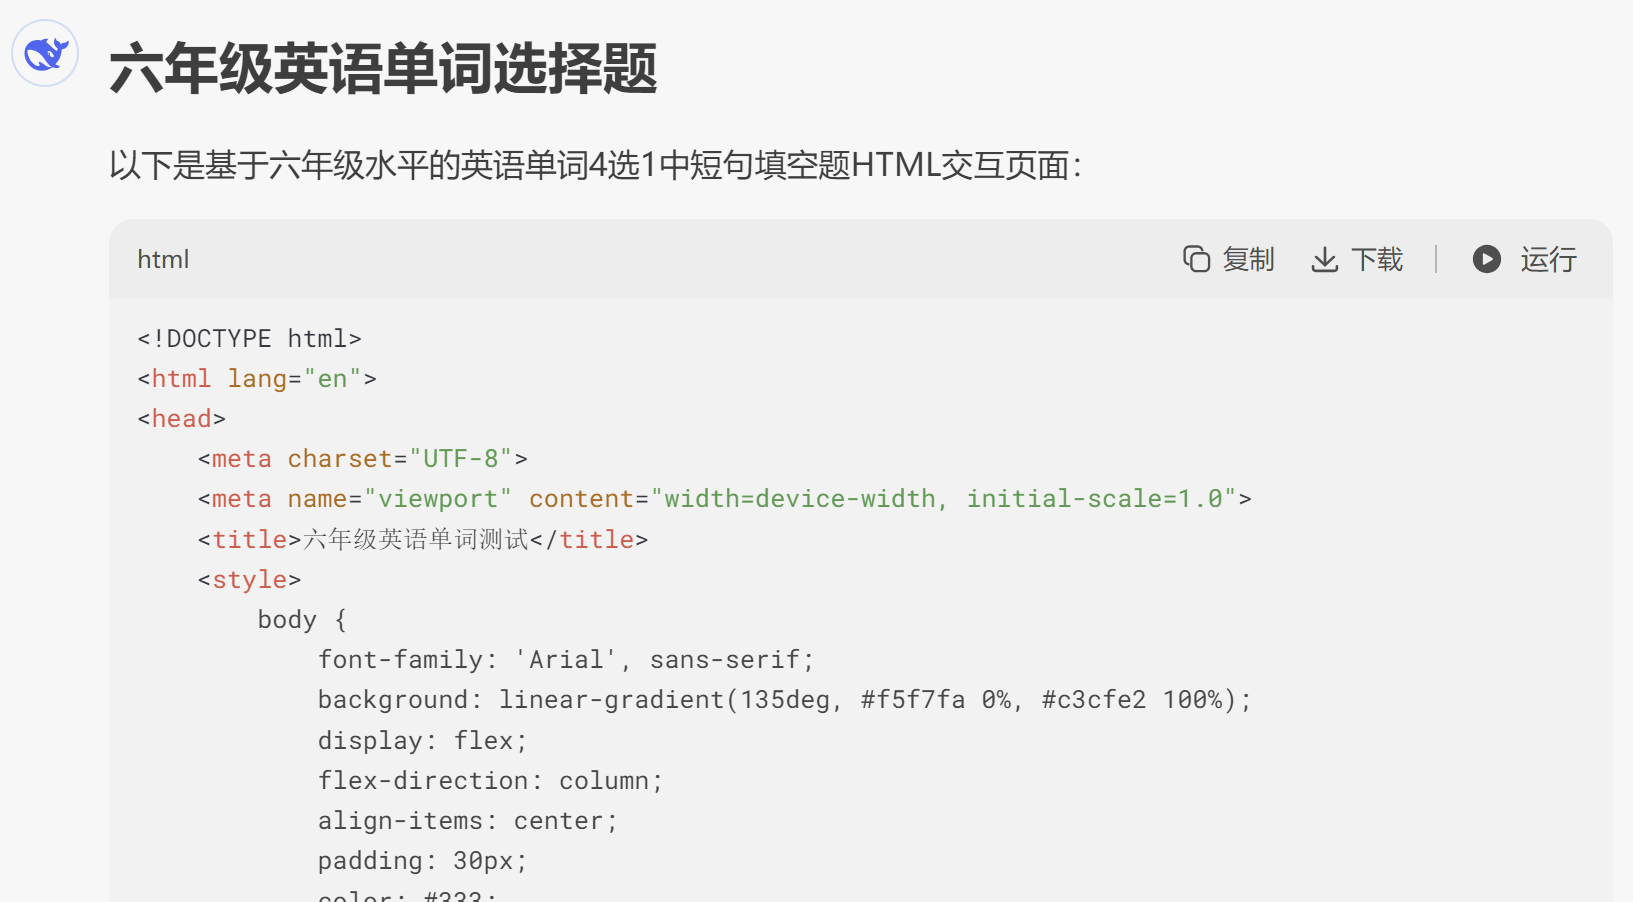 六年级英语单词选择题
以下是基于六年级水平的英语单词4选1中短句填空题HTML交互页面：
html 复制 下载 运行
<!DOCTYPE html>
<html lang="en">
<head>
    <meta charset="UTF-8">
    <meta name="viewport" content="width=device-width, initial-scale=1.0">
    <title>六年级英语单词测试</title>
    <style>
        body {
            font-family: 'Arial', sans-serif;
            background: linear-gradient(135deg, #f5f7fa 0%, #c3cfe2 100%);
            display: flex;
            flex-direction: column;
            align-items: center;
            padding: 30px;
            color: #333;